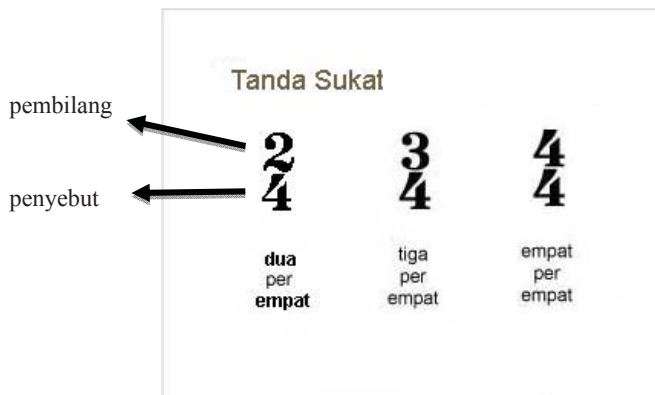 Tanda Sukat
pembilang
2 3 4
penyebut
4 4 4
dua tiga empat
per per per
empat empat empat